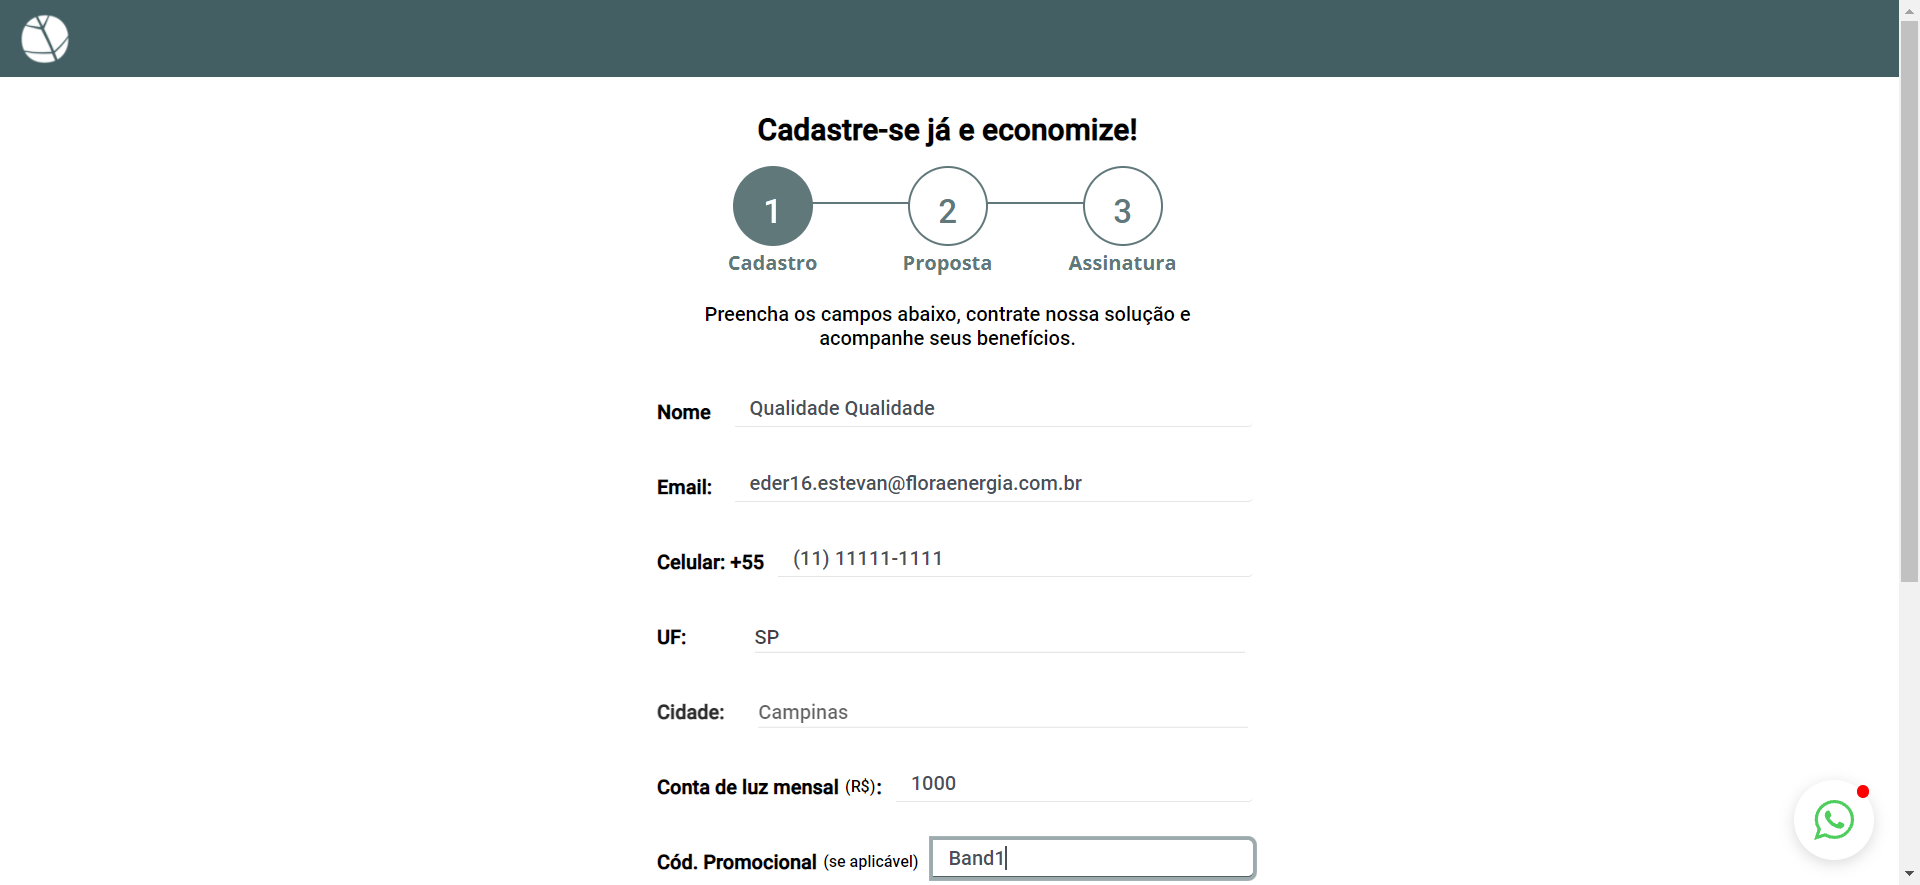 Cadastre-se já e economize!
1
2
3
Cadastro
Proposta
Assinatura
Preencha os campos abaixo, contrate nossa solução e
acompanhe seus benefícios.
Nome
Qualidade Qualidade
Email:
eder16.estevan@floraenergia.com.br
Celular: +55
(11) 11111-1111
UF:
SP
Cidade:
Campinas
Conta de luz mensal (R$):
1000
Cód. Promocional (se aplicável)
Band1